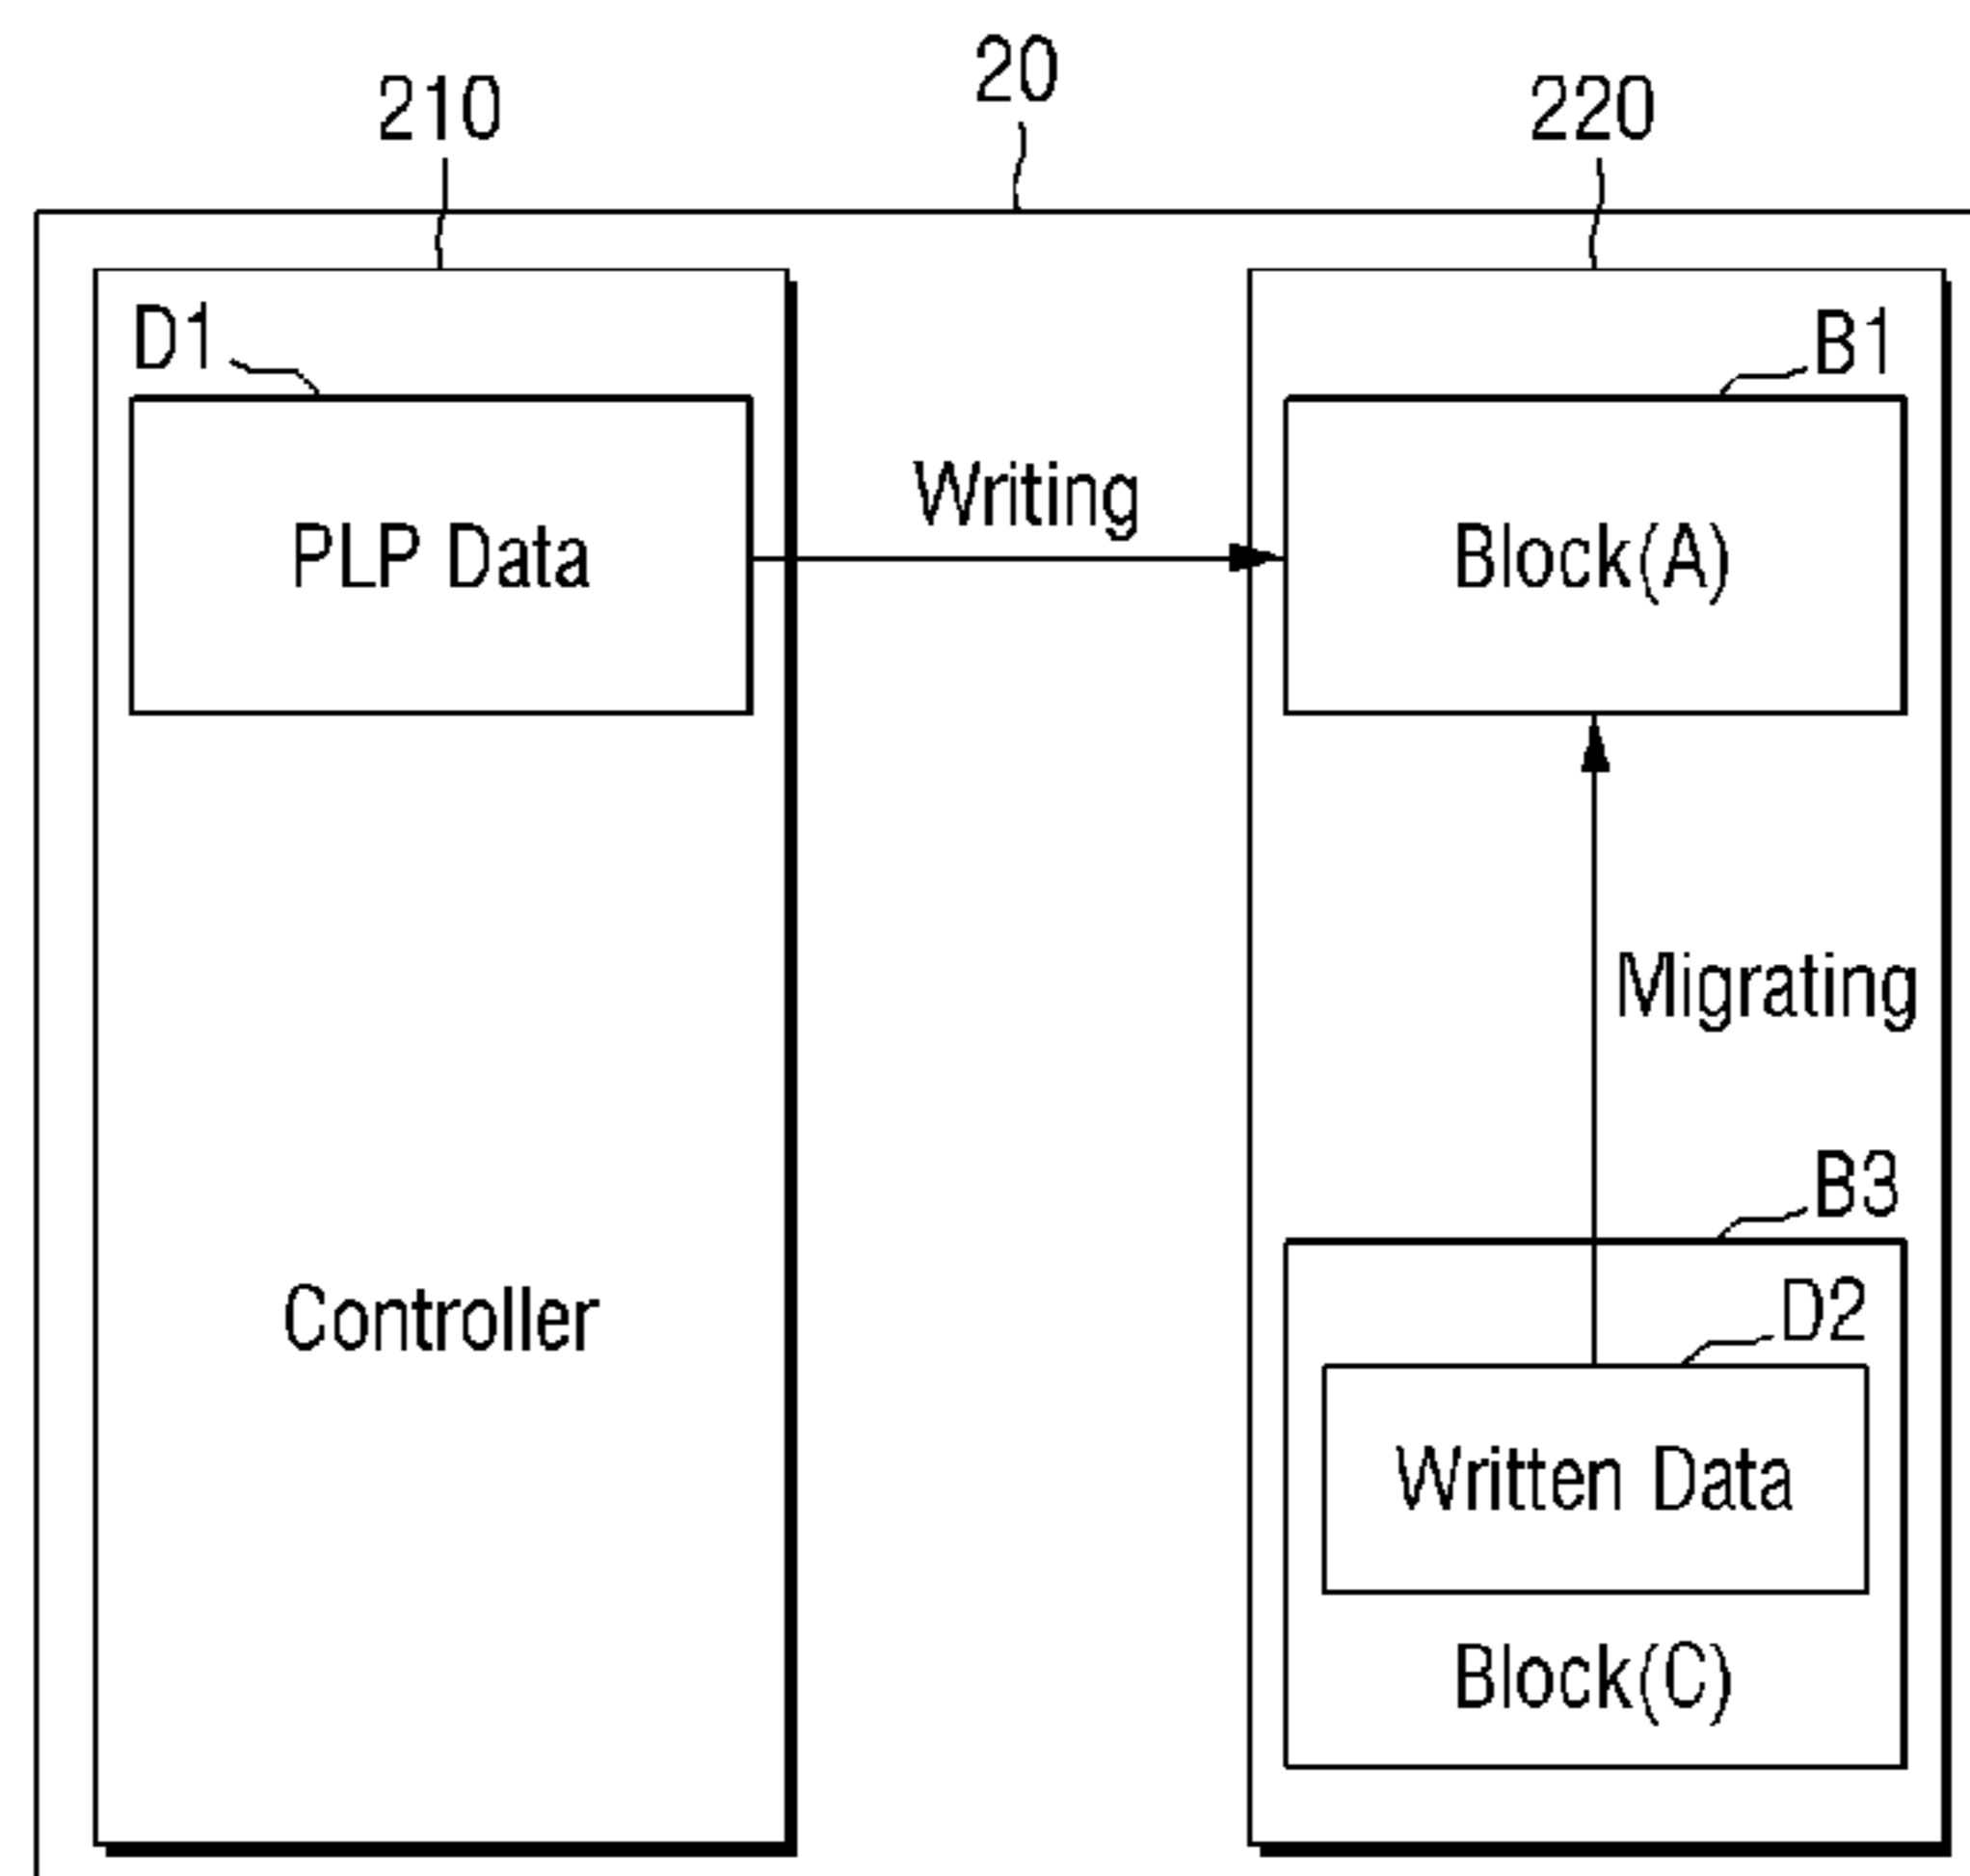 20
210
220
D1
B1
PLP Data
Writing
Block(A)
Migrating
B3
D2
Controller
Written Data
Block(C)